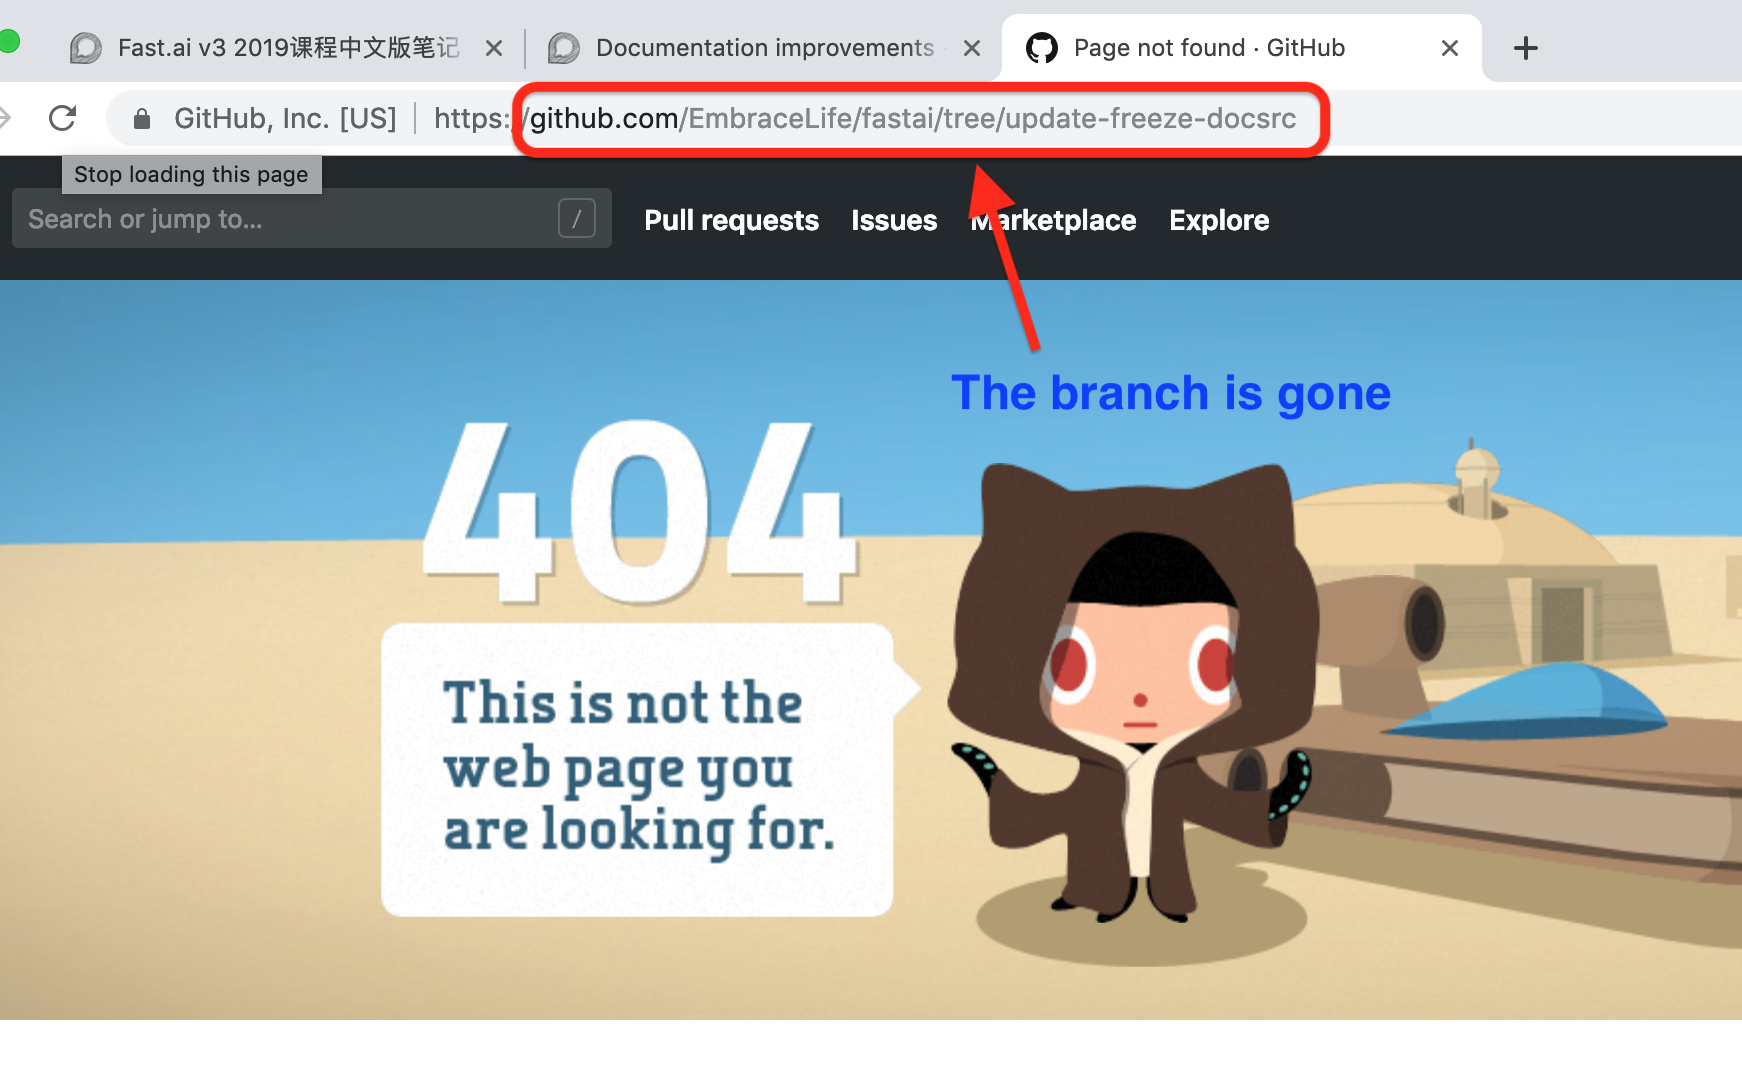 Fast.ai v3 2019课程中文版笔记
Documentation improvements
Page not found · GitHub
GitHub, Inc. [US]
https://github.com/EmbraceLife/fastai/tree/update-freeze-docsrc
Stop loading this page
Search or jump to...
/
Pull requests
Issues
Marketplace
Explore
The branch is gone
404
This is not the
web page you
are looking for.